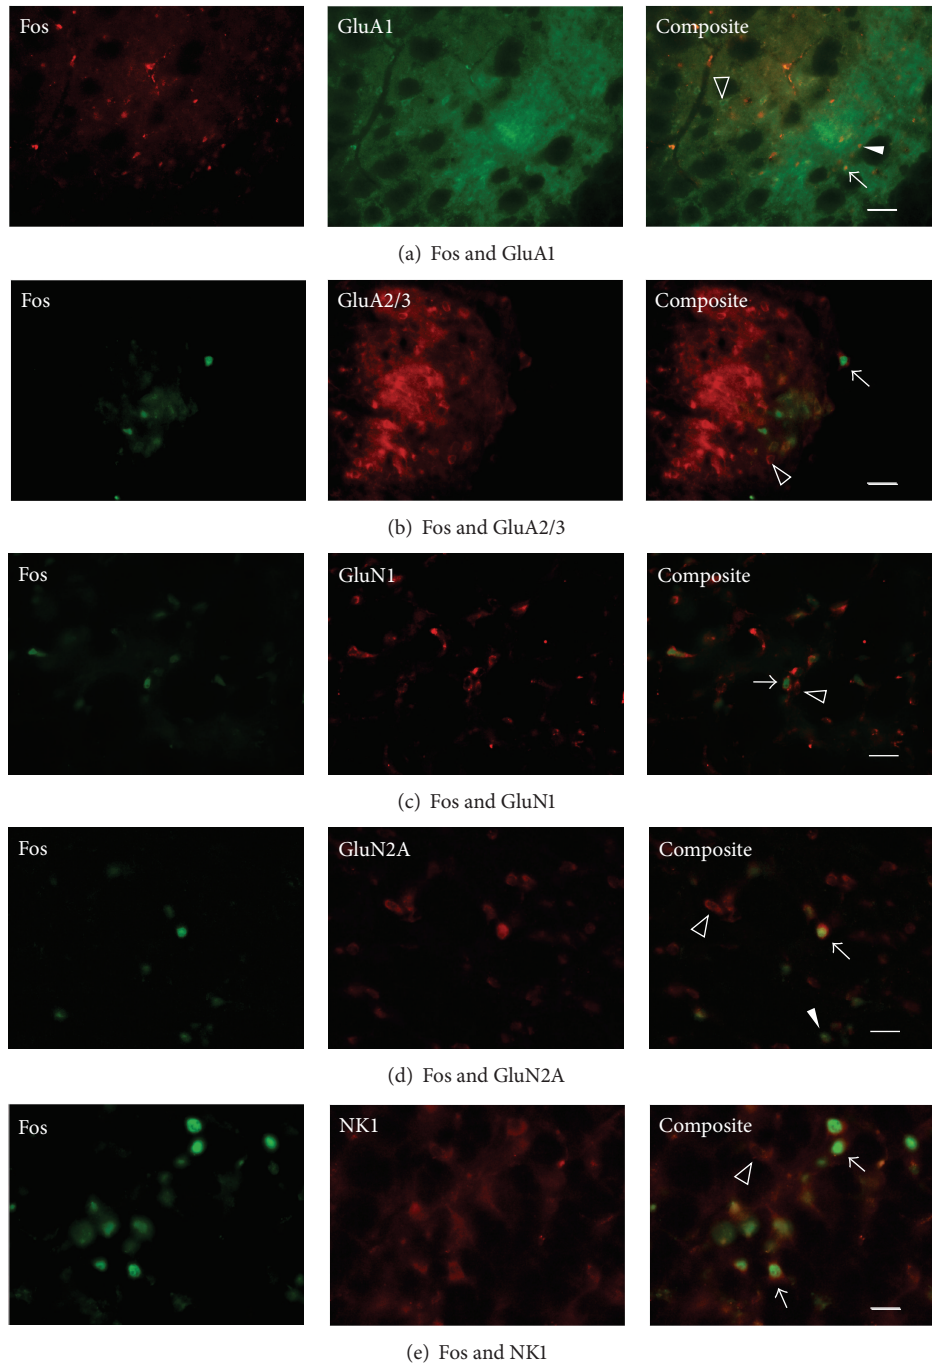 Fos GluA1 Composite
(a) Fos and GluA1
Fos GluA2/3 Composite
(b) Fos and GluA2/3
Fos GluN1 Composite
(c) Fos and GluN1
Fos GluN2A Composite
(d) Fos and GluN2A
Fos NK1 Composite
(e) Fos and NK1